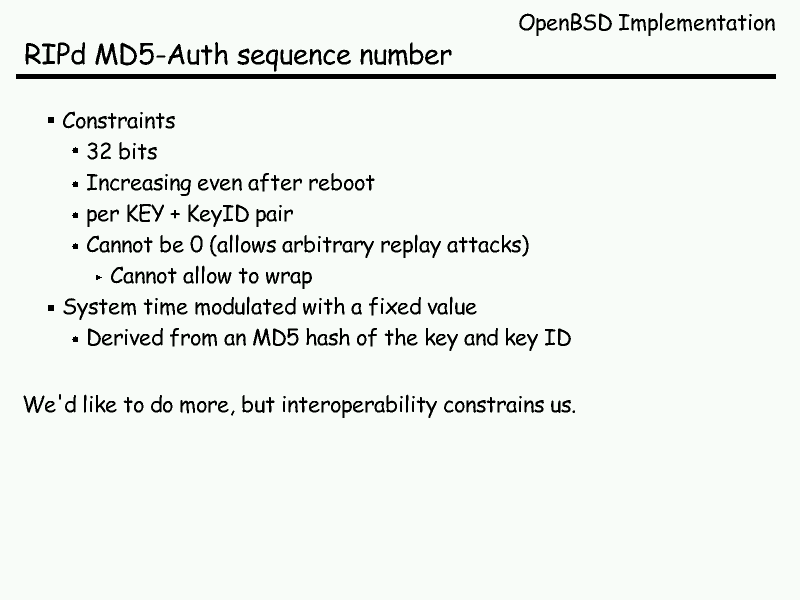 OpenBSD Implementation
RIPd MD5-Auth sequence number
Constraints
32 bits
Increasing even after reboot
per KEY + KeyID pair
Cannot be 0 (allows arbitrary replay attacks)
Cannot allow to wrap
System time modulated with a fixed value
Derived from an MD5 hash of the key and key ID
We'd like to do more, but interoperability constrains us.